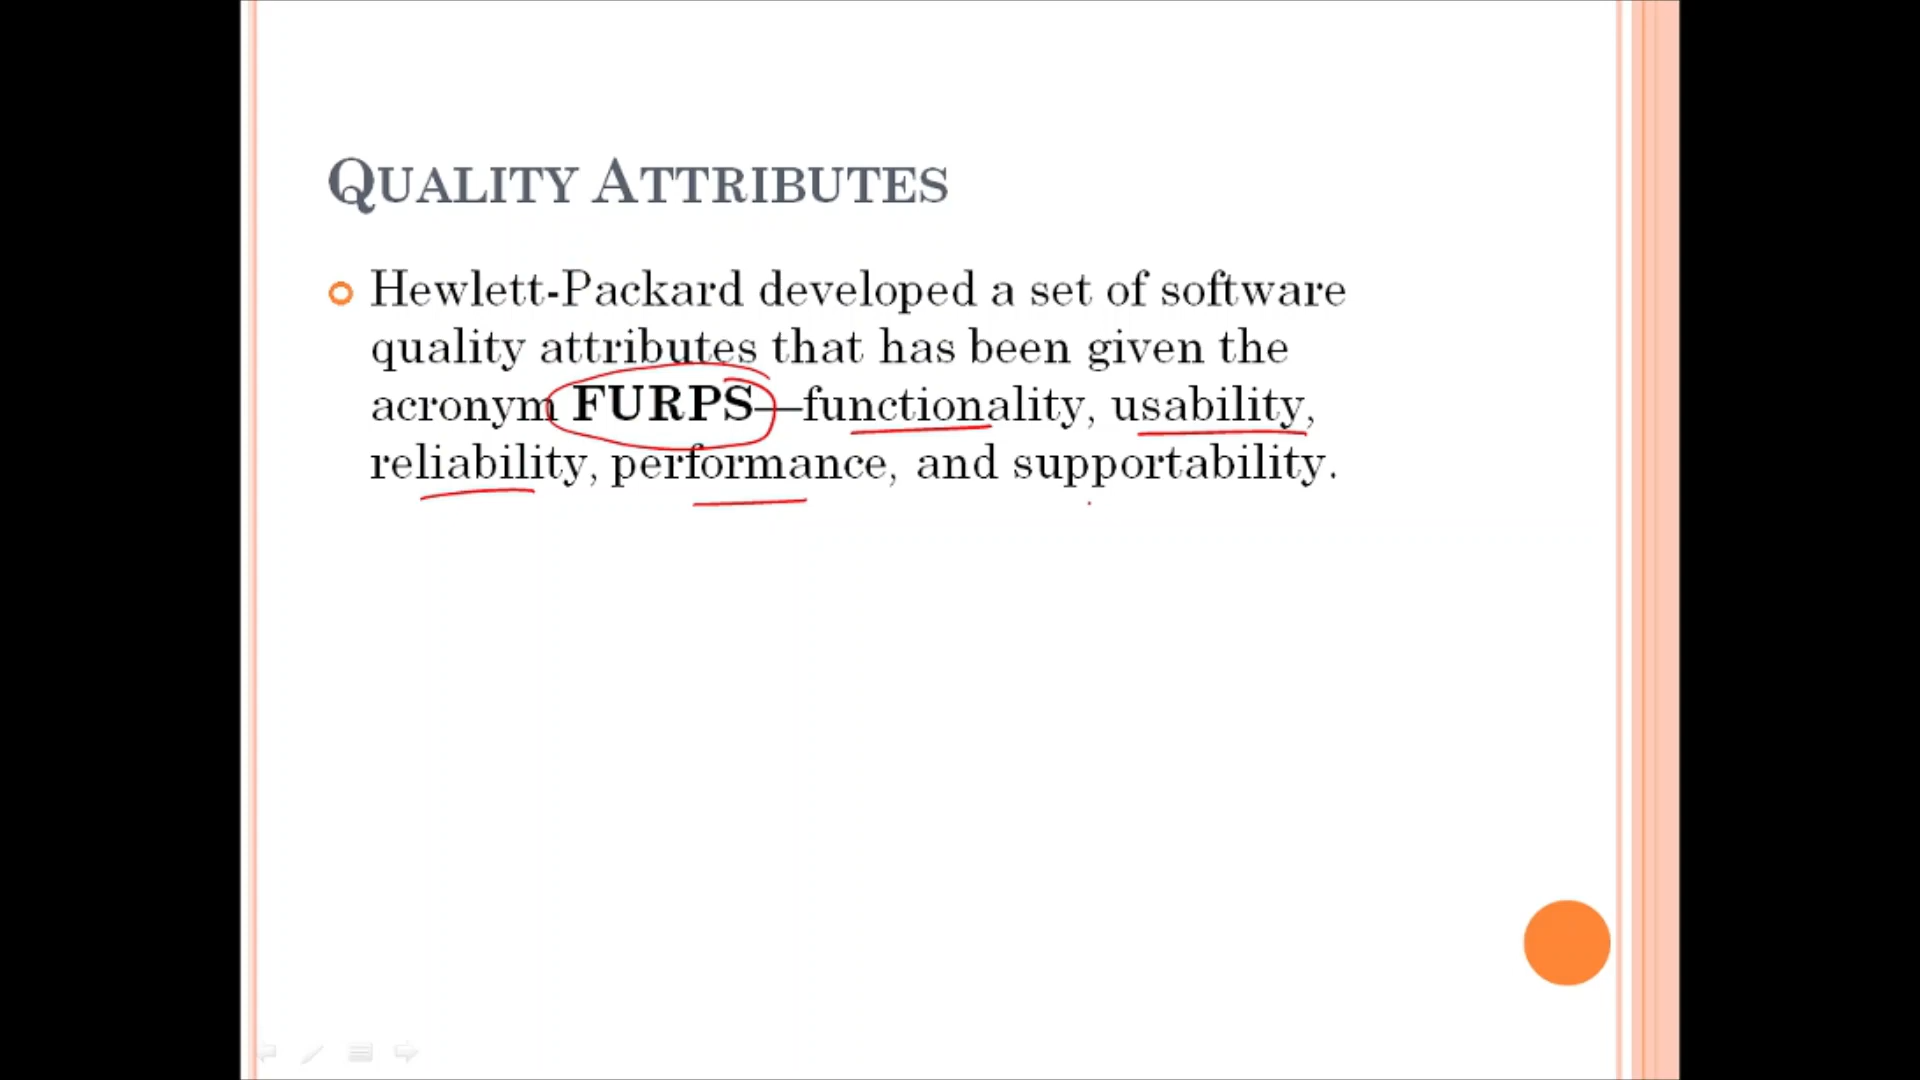 QUALITY ATTRIBUTES
Hewlett-Packard developed a set of software
quality attributes that has been given the
acronym FURPS—functionality, usability,
reliability, performance, and supportability.